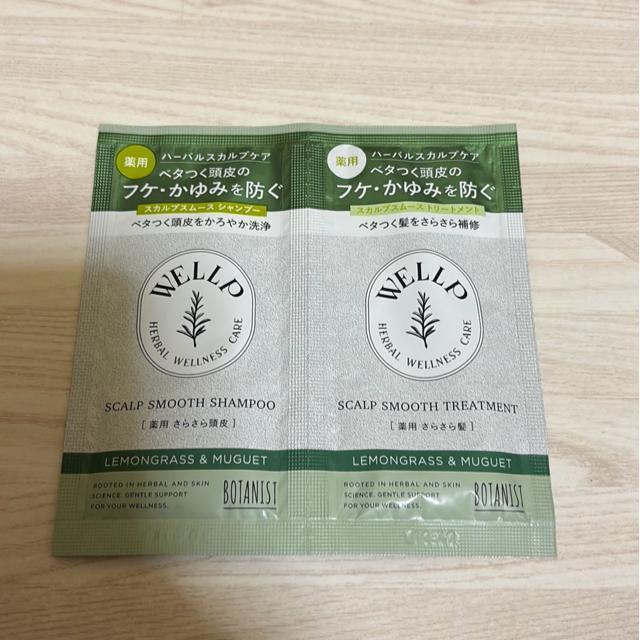 薬用
ハーバルスカルプケア
ベタつく頭皮の
フケ・かゆみを防ぐ
スカルプスムース シャンプー
ベタつく頭皮をかろやか洗浄
WELLP
HERBAL WELLNESS CARE
SCALP SMOOTH SHAMPOO
[ 薬用 さらさら頭皮 ]
LEMONGRASS & MUGUET
ROOTED IN HERBAL AND SKIN
SCIENCE. GENTLE SUPPORT
FOR YOUR WELLNESS.
BOTANIST
薬用
ハーバルスカルプケア
ベタつく頭皮の
フケ・かゆみを防ぐ
スカルプスムース トリートメント
ベタつく髪をさらさら補修
WELLP
HERBAL WELLNESS CARE
SCALP SMOOTH TREATMENT
[ 薬用 さらさら髪 ]
LEMONGRASS & MUGUET
ROOTED IN HERBAL AND SKIN
SCIENCE. GENTLE SUPPORT
FOR YOUR WELLNESS.
BOTANIST